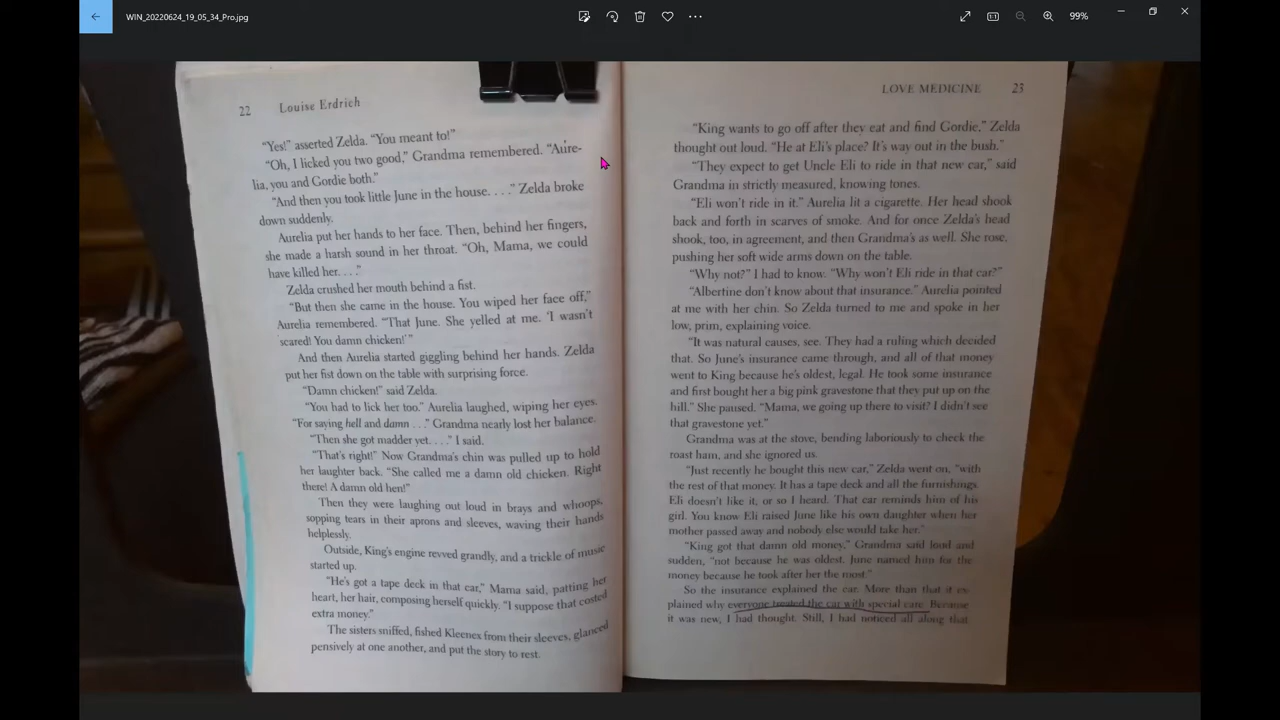 WIN_20220624_19_05_34_Pro.jpg
99%
22 Louise Erdrich
"Yes!" asserted Zelda. "You meant to!"
"Oh, I licked you two good," Grandma remembered. "Aure-
lia, you and Gordie both."
"And then you took little June in the house. . . ." Zelda broke
down suddenly.
Aurelia put her hands to her face. Then, behind her fingers,
she made a harsh sound in her throat. "Oh, Mama, we could
have killed her. . . ."
Zelda crushed her mouth behind a fist.
"But then she came in the house. You wiped her face off,"
Aurelia remembered. "That June. She yelled at me. 'I wasn't
scared! You damn chicken!'"
And then Aurelia started giggling behind her hands. Zelda
put her fist down on the table with surprising force.
"Damn chicken!" said Zelda.
"You had to lick her too." Aurelia laughed, wiping her eyes.
"For saying hell and damn . . ." Grandma nearly lost her balance.
"Then she got madder yet. . . ." I said.
"That's right!" Now Grandma's chin was pulled up to hold
her laughter back. "She called me a damn old chicken. Right
there! A damn old hen!"
Then they were laughing out loud in brays and whoops,
sopping tears in their aprons and sleeves, waving their hands
helplessly.
Outside, King's engine revved grandly, and a trickle of music
started up.
"He's got a tape deck in that car," Mama said, patting her
heart, her hair, composing herself quickly. "I suppose that costed
extra money."
The sisters sniffed, fished Kleenex from their sleeves, glanced
pensively at one another, and put the story to rest.
LOVE MEDICINE 23
"King wants to go off after they eat and find Gordie," Zelda
thought out loud. "He at Eli's place? It's way out in the bush."
"They expect to get Uncle Eli to ride in that new car," said
Grandma in strictly measured, knowing tones.
"Eli won't ride in it." Aurelia lit a cigarette. Her head shook
back and forth in scarves of smoke. And for once Zelda's head
shook, too, in agreement, and then Grandma's as well. She rose,
pushing her soft wide arms down on the table.
"Why not?" I had to know. "Why won't Eli ride in that car?"
"Albertine don't know about that insurance." Aurelia pointed
at me with her chin. So Zelda turned to me and spoke in her
low, prim, explaining voice.
"It was natural causes, see. They had a ruling which decided
that. So June's insurance came through, and all of that money
went to King because he's oldest, legal. He took some insurance
and first bought her a big pink gravestone that they put up on the
hill." She paused. "Mama, we going up there to visit? I didn't see
that gravestone yet."
Grandma was at the stove, bending laboriously to check the
roast ham, and she ignored us.
"Just recently he bought this new car," Zelda went on, "with
the rest of that money. It has a tape deck and all the furnishings.
Eli doesn't like it, or so I heard. That car reminds him of his
girl. You know Eli raised June like his own daughter when her
mother passed away and nobody else would take her."
"King got that damn old money," Grandma said loud and
sudden, "not because he was oldest. June named him for the
money because he took after her the most."
So the insurance explained the car. More than that it ex-
plained why everyone treated the car with special care. Because
it was new, I had thought. Still, I had noticed all along that